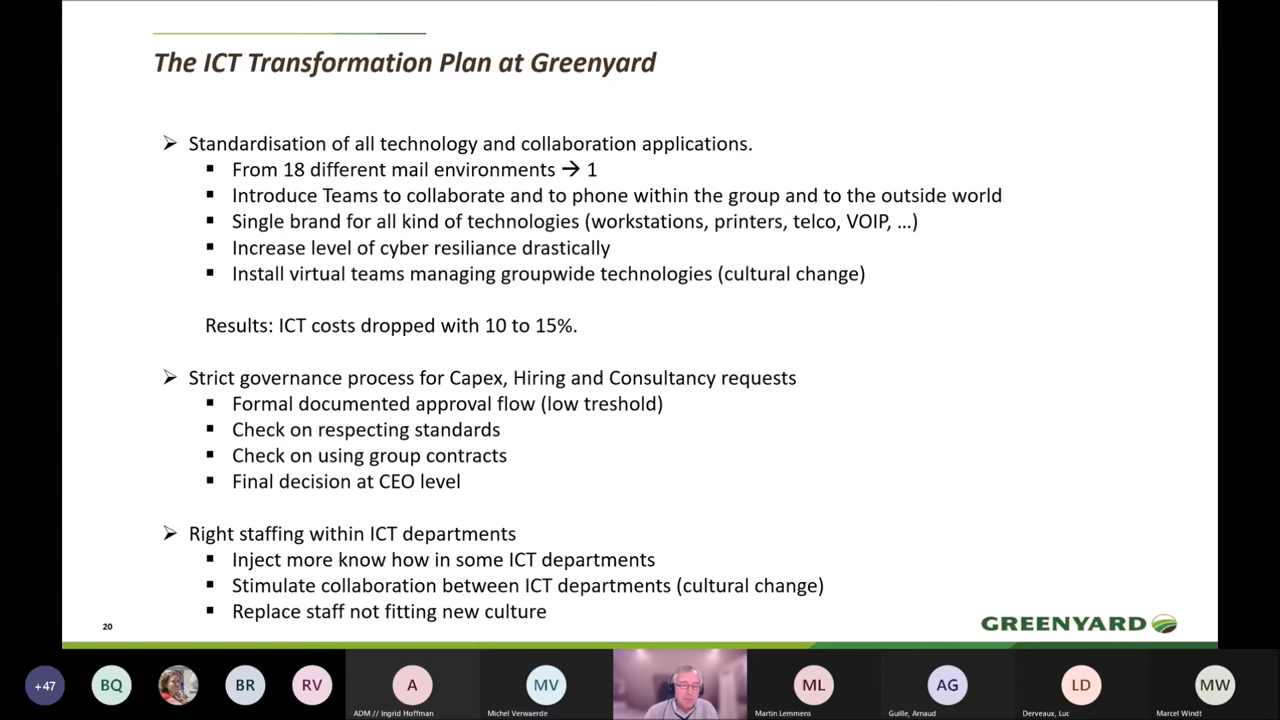 The ICT Transformation Plan at Greenyard
Standardisation of all technology and collaboration applications.
From 18 different mail environments → 1
Introduce Teams to collaborate and to phone within the group and to the outside world
Single brand for all kind of technologies (workstations, printers, telco, VOIP, …)
Increase level of cyber resiliance drastically
Install virtual teams managing groupwide technologies (cultural change)
Results: ICT costs dropped with 10 to 15%.
Strict governance process for Capex, Hiring and Consultancy requests
Formal documented approval flow (low treshold)
Check on respecting standards
Check on using group contracts
Final decision at CEO level
Right staffing within ICT departments
Inject more know how in some ICT departments
Stimulate collaboration between ICT departments (cultural change)
Replace staff not fitting new culture
20
GREENYARD
+47
BQ
BR
RV
A
MV
ML
AG
LD
MW
ADM // Ingrid Hoffman
Michel Verwaerde
Martin Lemmens
Guille, Arnaud
Derveaux, Luc
Marcel Windt